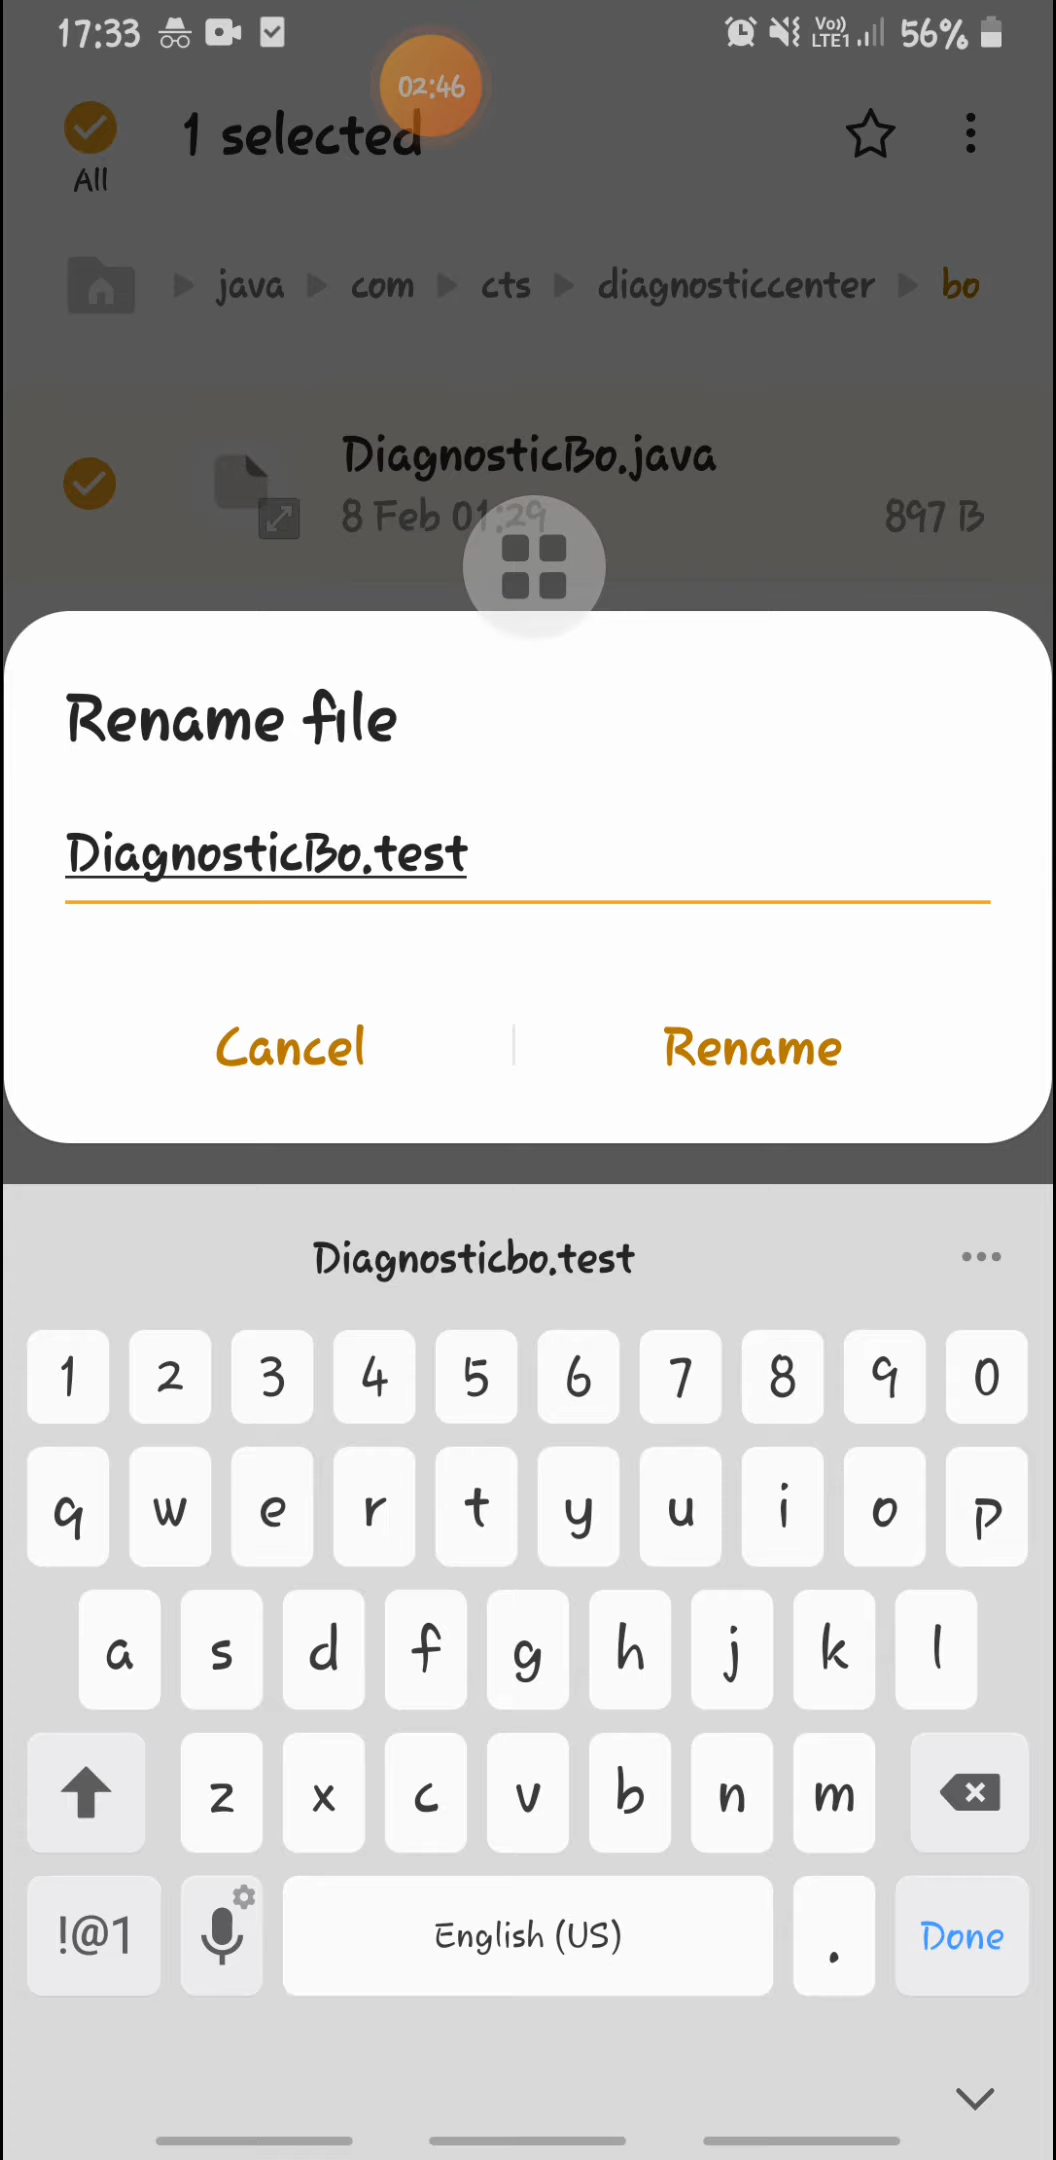 17:33 Vo)) LTE1 56%
02:46
1 selected
All
java com cts diagnosticcenter bo
DiagnosticBo.java
8 Feb 01:29 897 B
Rename file
DiagnosticBo.test
Cancel Rename
Diagnosticbo.test
1 2 3 4 5 6 7 8 9 0
q w e r t y u i o p
a s d f g h j k l
z x c v b n m
!@1 English (US) . Done